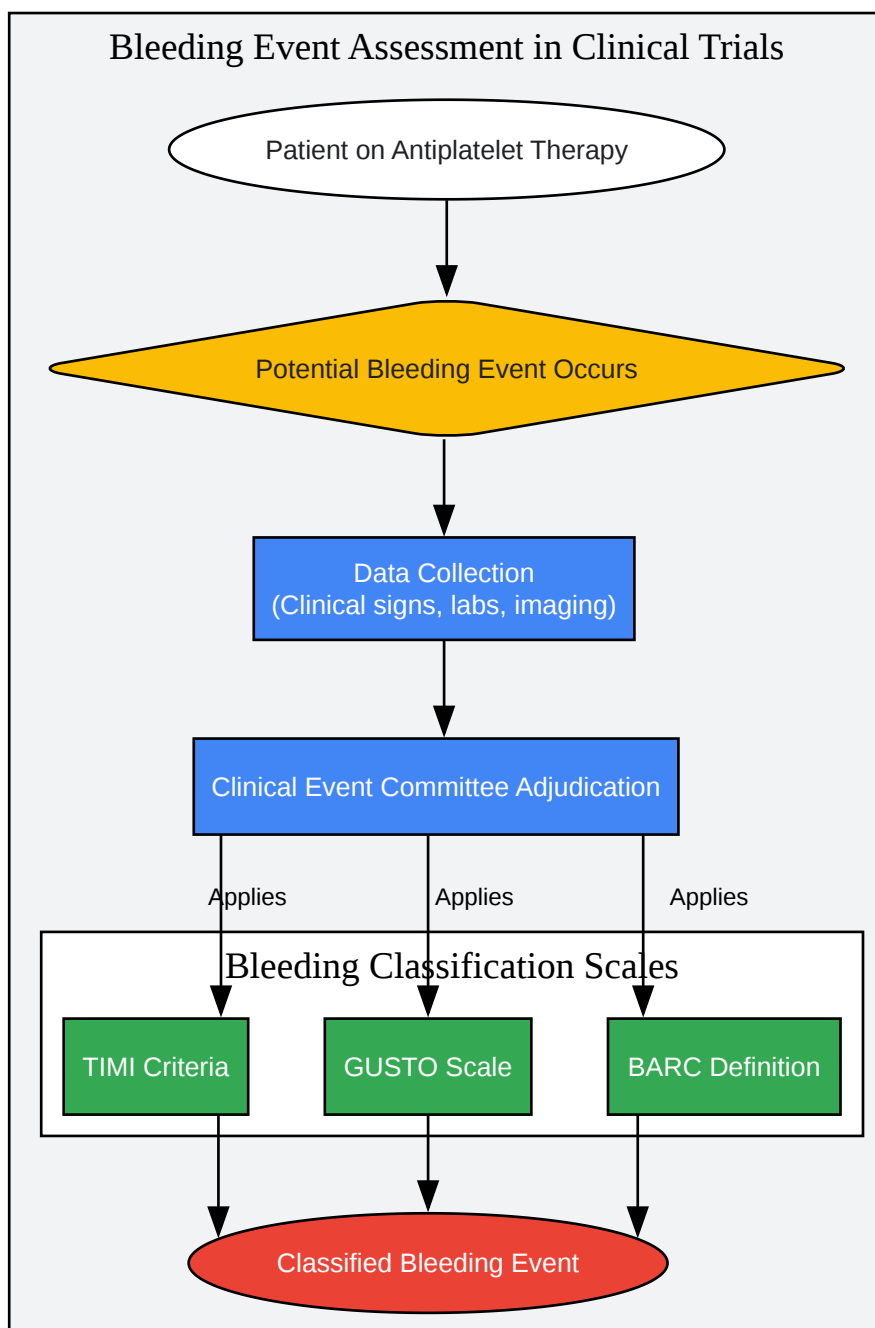 Bleeding Event Assessment in Clinical Trials
Patient on Antiplatelet Therapy
Potential Bleeding Event Occurs
Data Collection
(Clinical signs, labs, imaging)
Clinical Event Committee Adjudication
Applies
Applies
Applies
Bleeding Classification Scales
TIMI Criteria
GUSTO Scale
BARC Definition
Classified Bleeding Event